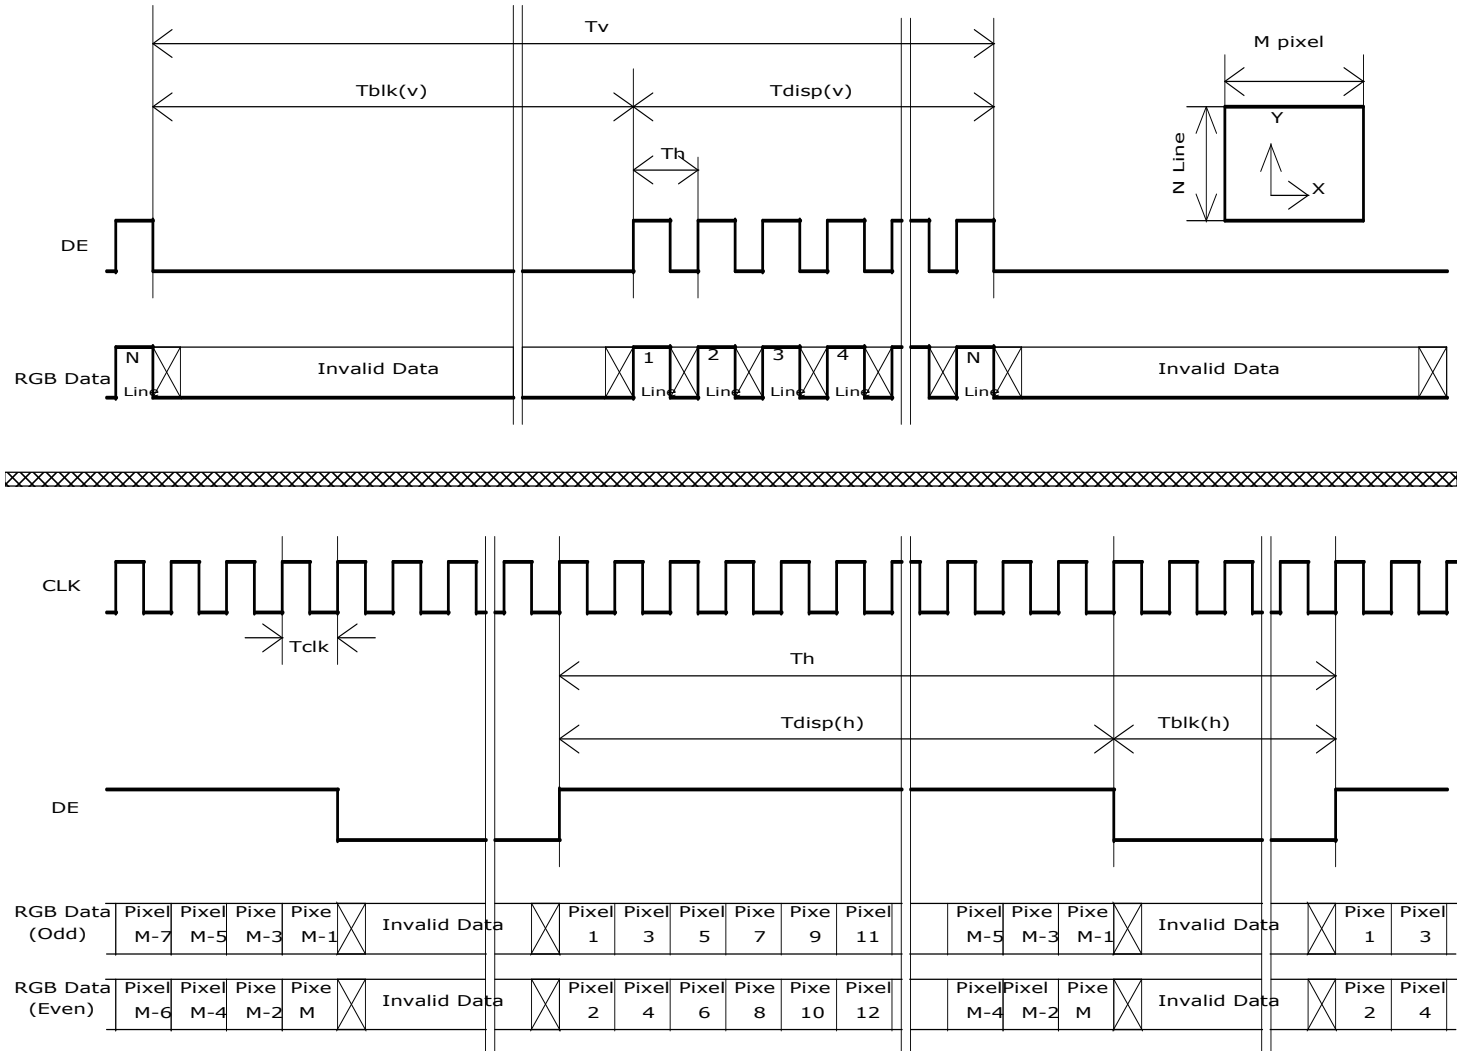 Tv
M pixel
Tblk(v) Tdisp(v)
Y
Th
N Line
X
DE
N 1 2 3 4 N
Invalid Data Invalid Data
RGB Data
Line Line Line Line Line Line
CLK
Tclk
Th
Tdisp(h) Tblk(h)
DE
RGB Data Pixel Pixel Pixe Pixe Invalid Data Pixel Pixel Pixel Pixe Pixe Pixel Pixel Pixe Pixe Invalid Data Pixe Pixel
(Odd) M-7 M-5 M-3 M-1 1 3 5 7 9 11 M-5 M-3 M-1 1 3
RGB Data Pixel Pixel Pixe Pixe Invalid Data Pixel Pixel Pixel Pixe Pixe Pixel Pixel Pixel Pixe Invalid Data Pixe Pixel
(Even) M-6 M-4 M-2 M 2 4 6 8 10 12 M-4 M-2 M 2 4